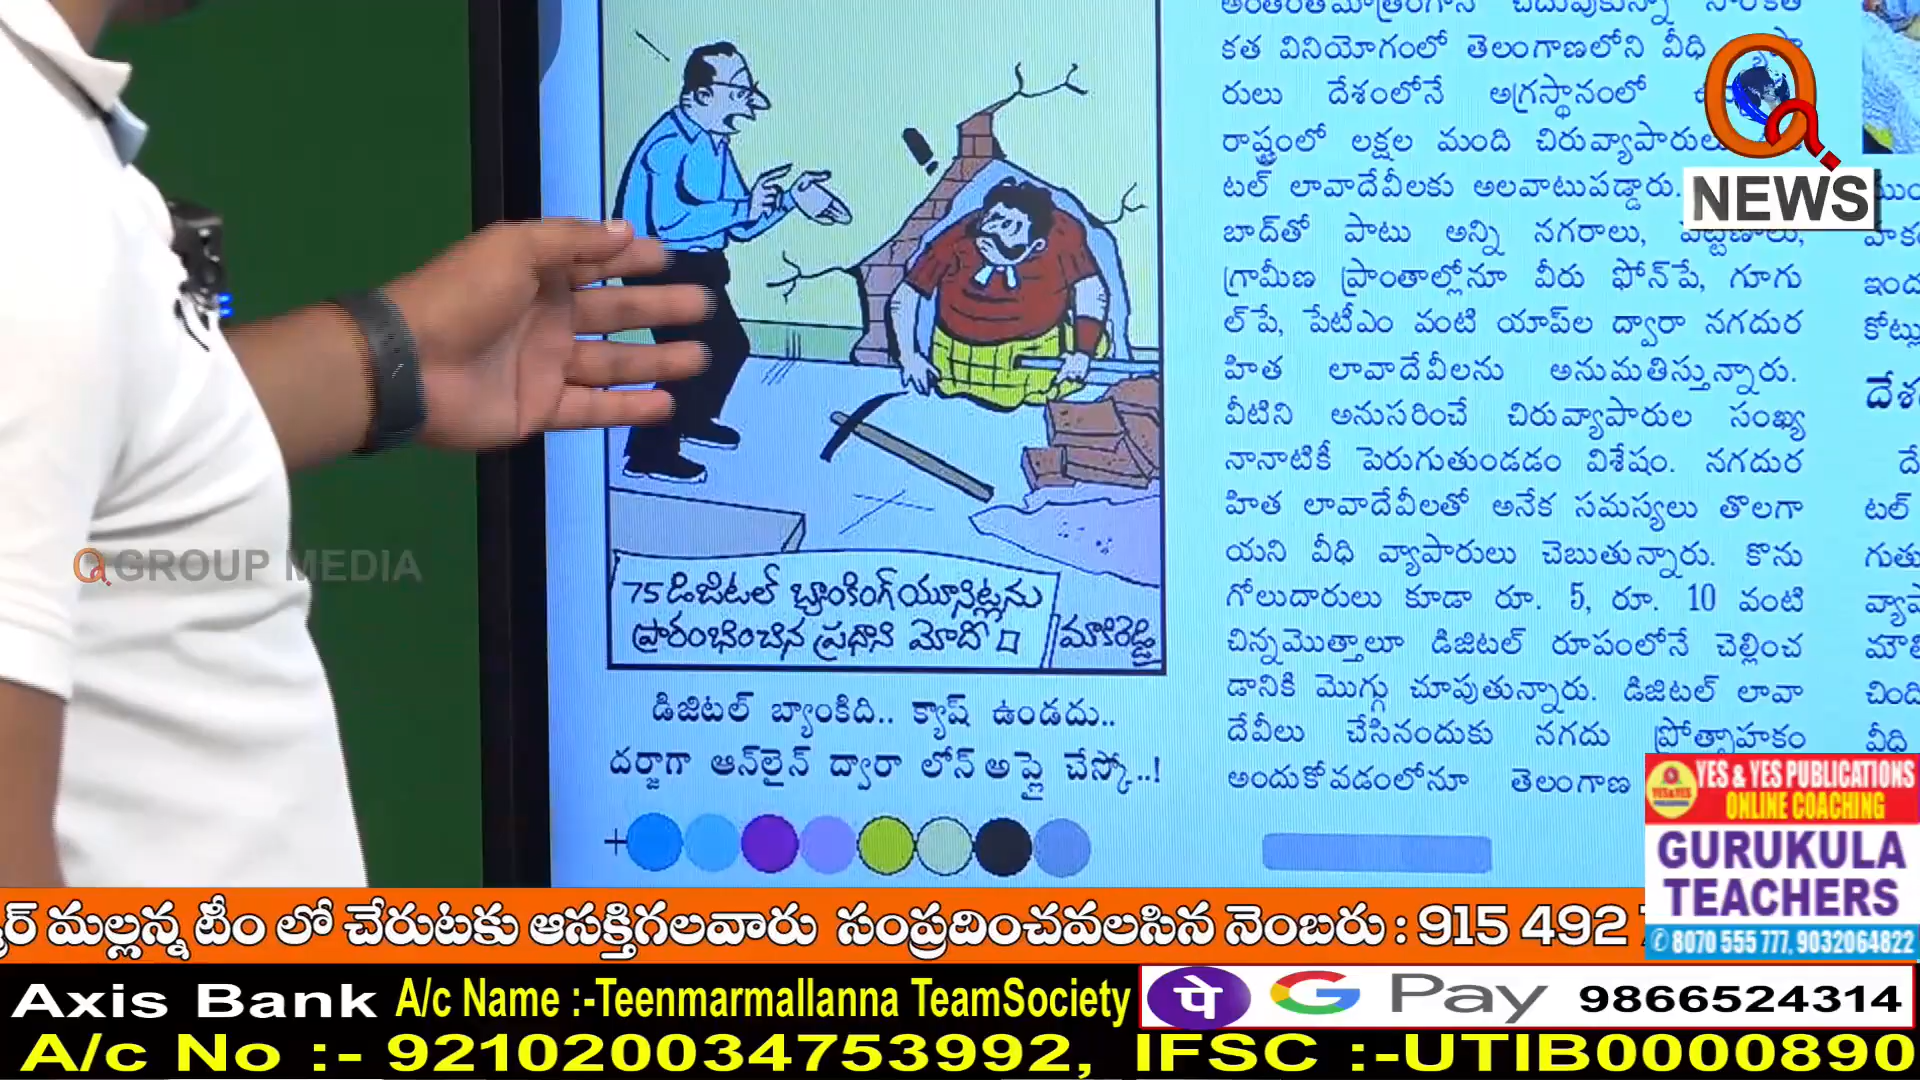 కత వినియోగంలో తెలంగాణలోని వీధి
రులు దేశంలోనే అగ్రస్థానంలో
రాష్ట్రంలో లక్షల మంది చిరువ్యాపారులు
టల్ లావాదేవీలకు అలవాటుపడ్డారు.
బాద్‌తో పాటు అన్ని నగరాలు, పట్టణాలు,
గ్రామీణ ప్రాంతాల్లోనూ వీరు ఫోన్‌పే, గూగు
ల్‌పే, పేటీఎం వంటి యాప్‌ల ద్వారా నగదుర
హిత లావాదేవీలను అనుమతిస్తున్నారు.
వీటిని అనుసరించే చిరువ్యాపారుల సంఖ్య
నానాటికీ పెరుగుతుండడం విశేషం. నగదుర
హిత లావాదేవీలతో అనేక సమస్యలు తొలగా
యని వీధి వ్యాపారులు చెబుతున్నారు. కొను
గోలుదారులు కూడా రూ. 5, రూ. 10 వంటి
చిన్నమొత్తాలూ డిజిటల్ రూపంలోనే చెల్లించ
డానికి మొగ్గు చూపుతున్నారు. డిజిటల్ లావా
దేవీలు చేసినందుకు నగదు ప్రోత్సాహకం
అందుకోవడంలోనూ తెలంగాణ
75 డిజిటల్ బ్యాంకింగ్ యూనిట్లను
ప్రారంభించిన ప్రధాని మోదీ
మాకిరెడ్డి
డిజిటల్ బ్యాంకిది.. క్యాష్ ఉండదు..
దర్జాగా ఆన్‌లైన్ ద్వారా లోన్ అప్లై చేస్కో..!
NEWS
Q GROUP MEDIA
YES & YES PUBLICATIONS
ONLINE COACHING
GURUKULA
TEACHERS
8070 555 777, 9032064822
మల్లన్న టీం లో చేరుటకు ఆసక్తిగలవారు సంప్రదించవలసిన నెంబరు : 915 492
Axis Bank A/c Name :-Teenmarmallanna TeamSociety
पे G Pay 9866524314
A/c No :- 921020034753992, IFSC :-UTIB0000890